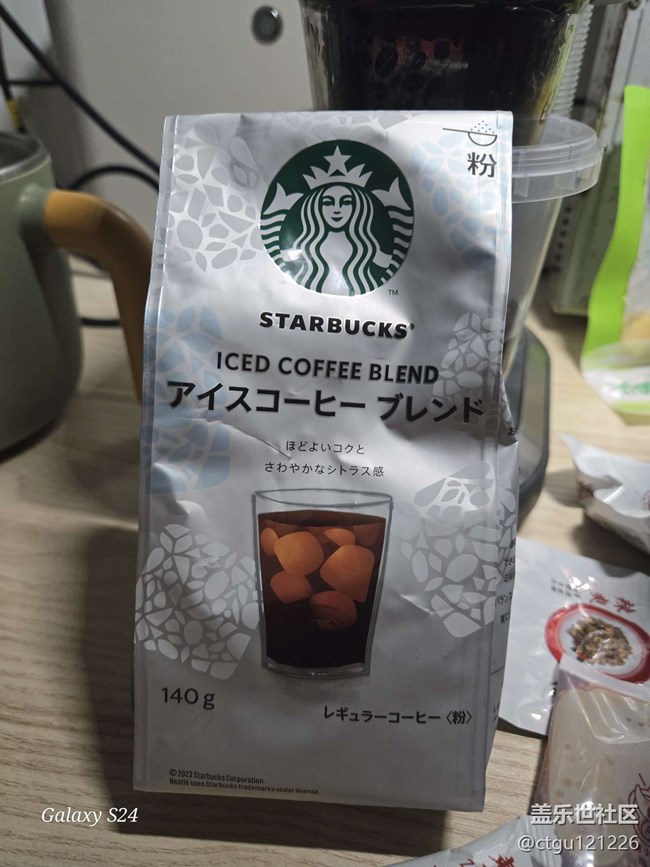 粉
STARBUCKS®
ICED COFFEE BLEND
アイスコーヒー ブレンド
ほどよいコクと
さわやかなシトラス感
140g
レギュラーコーヒー〈粉〉
©2023 Starbucks Corporation.
Nestlé uses Starbucks trademarks under license.
Galaxy S24
盖乐世社区
@ctgu121226